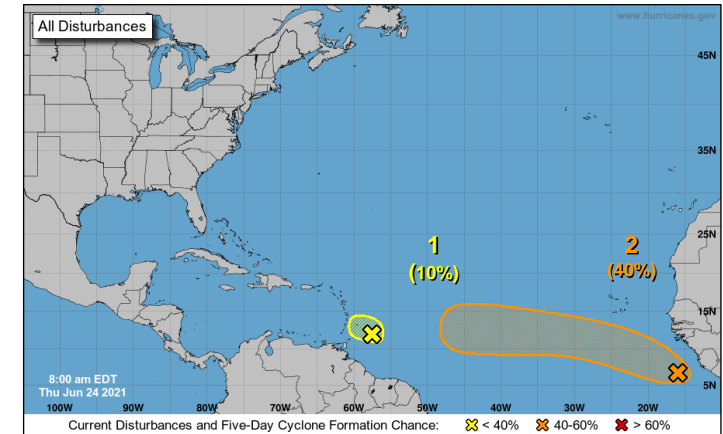 All Disturbances
www.hurricanes.gov
45N
35N
1
2
25N
(10%)
(40%)
15N
8:00 am EDT
Thu Jun 24 2021
5N
100W 90W 80W 70W 60W 50W 40W 30W 20W
Current Disturbances and Five-Day Cyclone Formation Chance: < 40% 40-60% > 60%